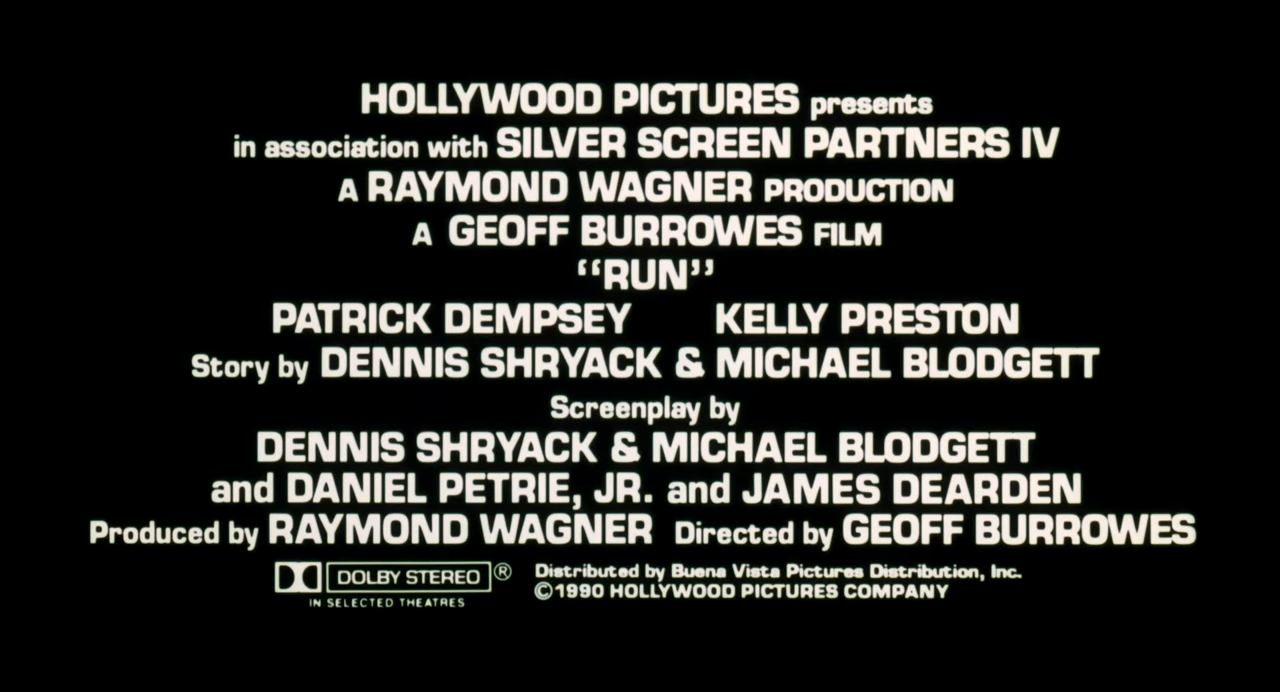 HOLLYWOOD PICTURES presents
in association with SILVER SCREEN PARTNERS IV
A RAYMOND WAGNER PRODUCTION
A GEOFF BURROWES FILM
“RUN”
PATRICK DEMPSEY KELLY PRESTON
Story by DENNIS SHRYACK & MICHAEL BLODGETT
Screenplay by
DENNIS SHRYACK & MICHAEL BLODGETT
and DANIEL PETRIE, JR. and JAMES DEARDEN
Produced by RAYMOND WAGNER Directed by GEOFF BURROWES
DOLBY STEREO ®
IN SELECTED THEATRES
Distributed by Buena Vista Pictures Distribution, Inc.
©1990 HOLLYWOOD PICTURES COMPANY